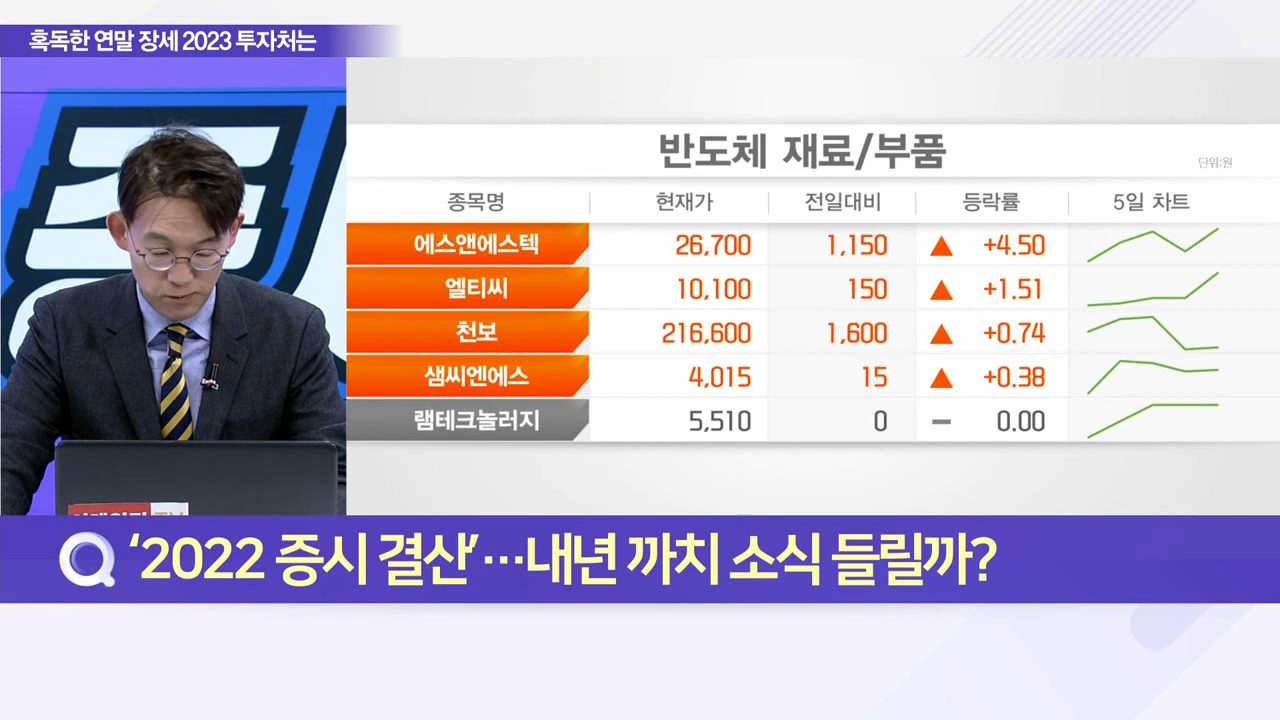 혹독한 연말 장세 2023 투자처는
반도체 재료/부품
단위:원
종목명 현재가 전일대비 등락률 5일 차트
에스앤에스텍 26,700 1,150 ▲ +4.50
엘티씨 10,100 150 ▲ +1.51
천보 216,600 1,600 ▲ +0.74
샘씨엔에스 4,015 15 ▲ +0.38
램테크놀러지 5,510 0 - 0.00
Q ‘2022 증시 결산’…내년 까치 소식 들릴까?